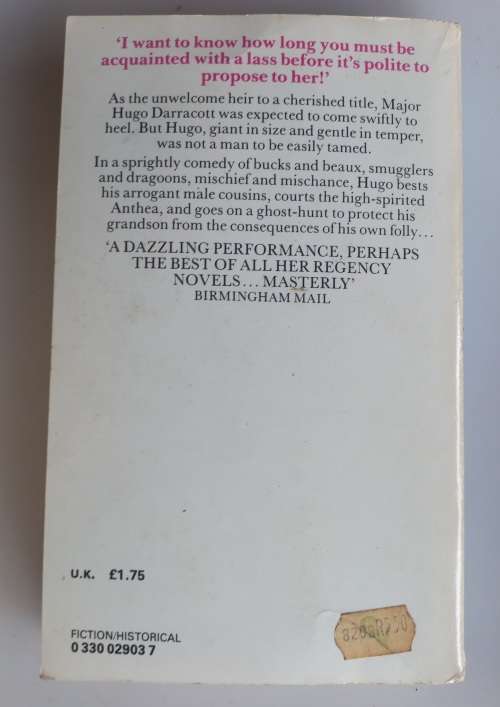 ‘I want to know how long you must be
acquainted with a lass before it’s polite to
propose to her!’
As the unwelcome heir to a cherished title, Major
Hugo Darracott was expected to come swiftly to
heel. But Hugo, giant in size and gentle in temper,
was not a man to be easily tamed.
In a sprightly comedy of bucks and beaux, smugglers
and dragoons, mischief and mischance, Hugo bests
his arrogant male cousins, courts the high-spirited
Anthea, and goes on a ghost-hunt to protect his
grandson from the consequences of his own folly...
‘A DAZZLING PERFORMANCE, PERHAPS
THE BEST OF ALL HER REGENCY
NOVELS... MASTERLY’
BIRMINGHAM MAIL
U.K. £1.75
FICTION/HISTORICAL
0 330 02903 7